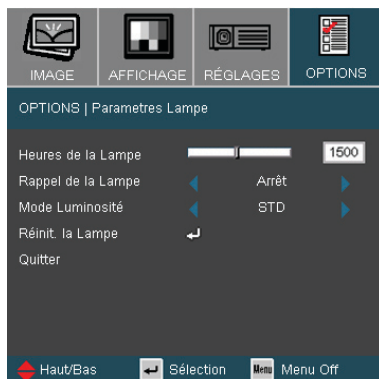 IMAGE AFFICHAGE RÉGLAGES OPTIONS
OPTIONS | Parametres Lampe
Heures de la Lampe 1500
Rappel de la Lampe Arrêt
Mode Luminosité STD
Réinit. la Lampe
Quitter
Haut/Bas Sélection Menu Menu Off